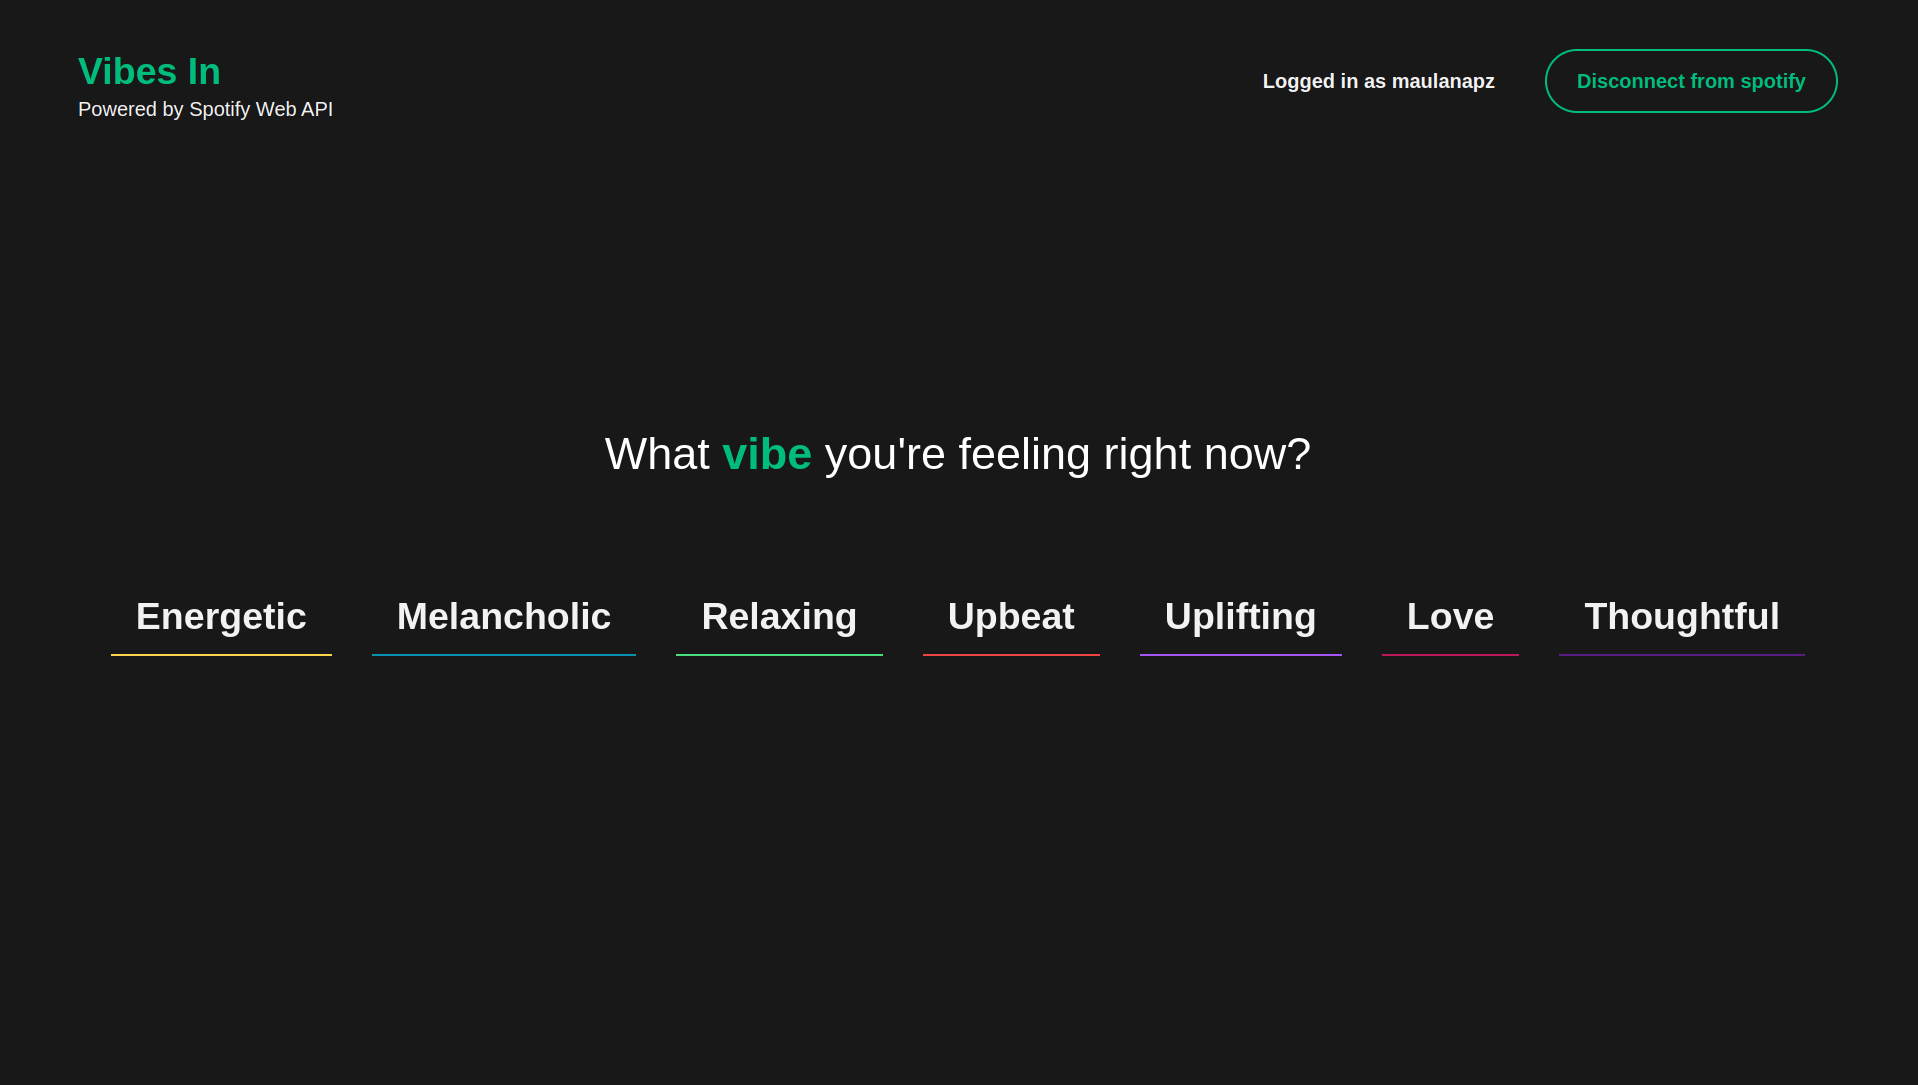 Vibes In
Powered by Spotify Web API
Logged in as maulanapz
Disconnect from spotify
What vibe you're feeling right now?
Energetic
Melancholic
Relaxing
Upbeat
Uplifting
Love
Thoughtful